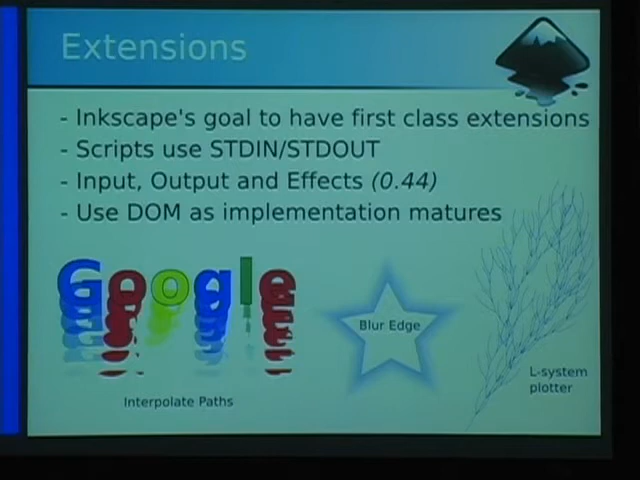 Extensions
- Inkscape's goal to have first class extensions
- Scripts use STDIN/STDOUT
- Input, Output and Effects (0.44)
- Use DOM as implementation matures
Google
Blur Edge
L-system
plotter
Interpolate Paths